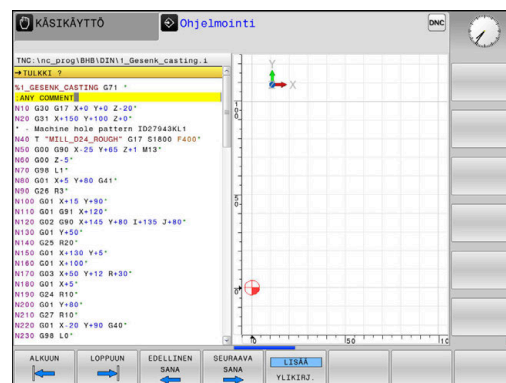 KÄSIKÄYTTÖ
Ohjelmointi
DNC
TNC:\nc_prog\BHB\DIN\1_Gesenk_casting.i
→TULKKI ?
%1_GESENK_CASTING G71 *
;ANY COMMENT
N10 G30 G17 X+0 Y+0 Z-20*
N20 G31 X+150 Y+100 Z+0*
* - Machine hole pattern ID27943KL1
N40 T "MILL_D24_ROUGH" G17 S1800 F400*
N50 G00 G90 X-25 Y+65 Z+1 M13*
N60 G00 Z-5*
N70 G98 L1*
N80 G01 X+5 Y+80 G41*
N90 G26 R3*
N100 G01 X+15 Y+90*
N110 G01 G91 X+120*
N120 G02 G90 X+145 Y+80 I+135 J+80*
N130 G01 Y+50*
N140 G25 R20*
N150 G01 X+130 Y+5*
N160 G01 X+100*
N170 G03 X+50 Y+12 R+30*
N180 G01 X+5*
N190 G24 R10*
N200 G01 Y+80*
N210 G27 R10*
N220 G01 X-20 Y+90 G40*
N230 G98 L0*
Y
X
100
50
0
0
50
ALKUUN
LOPPUUN
EDELLINEN
SANA
SEURAAVA
SANA
LISÄÄ
YLIKIRJ.